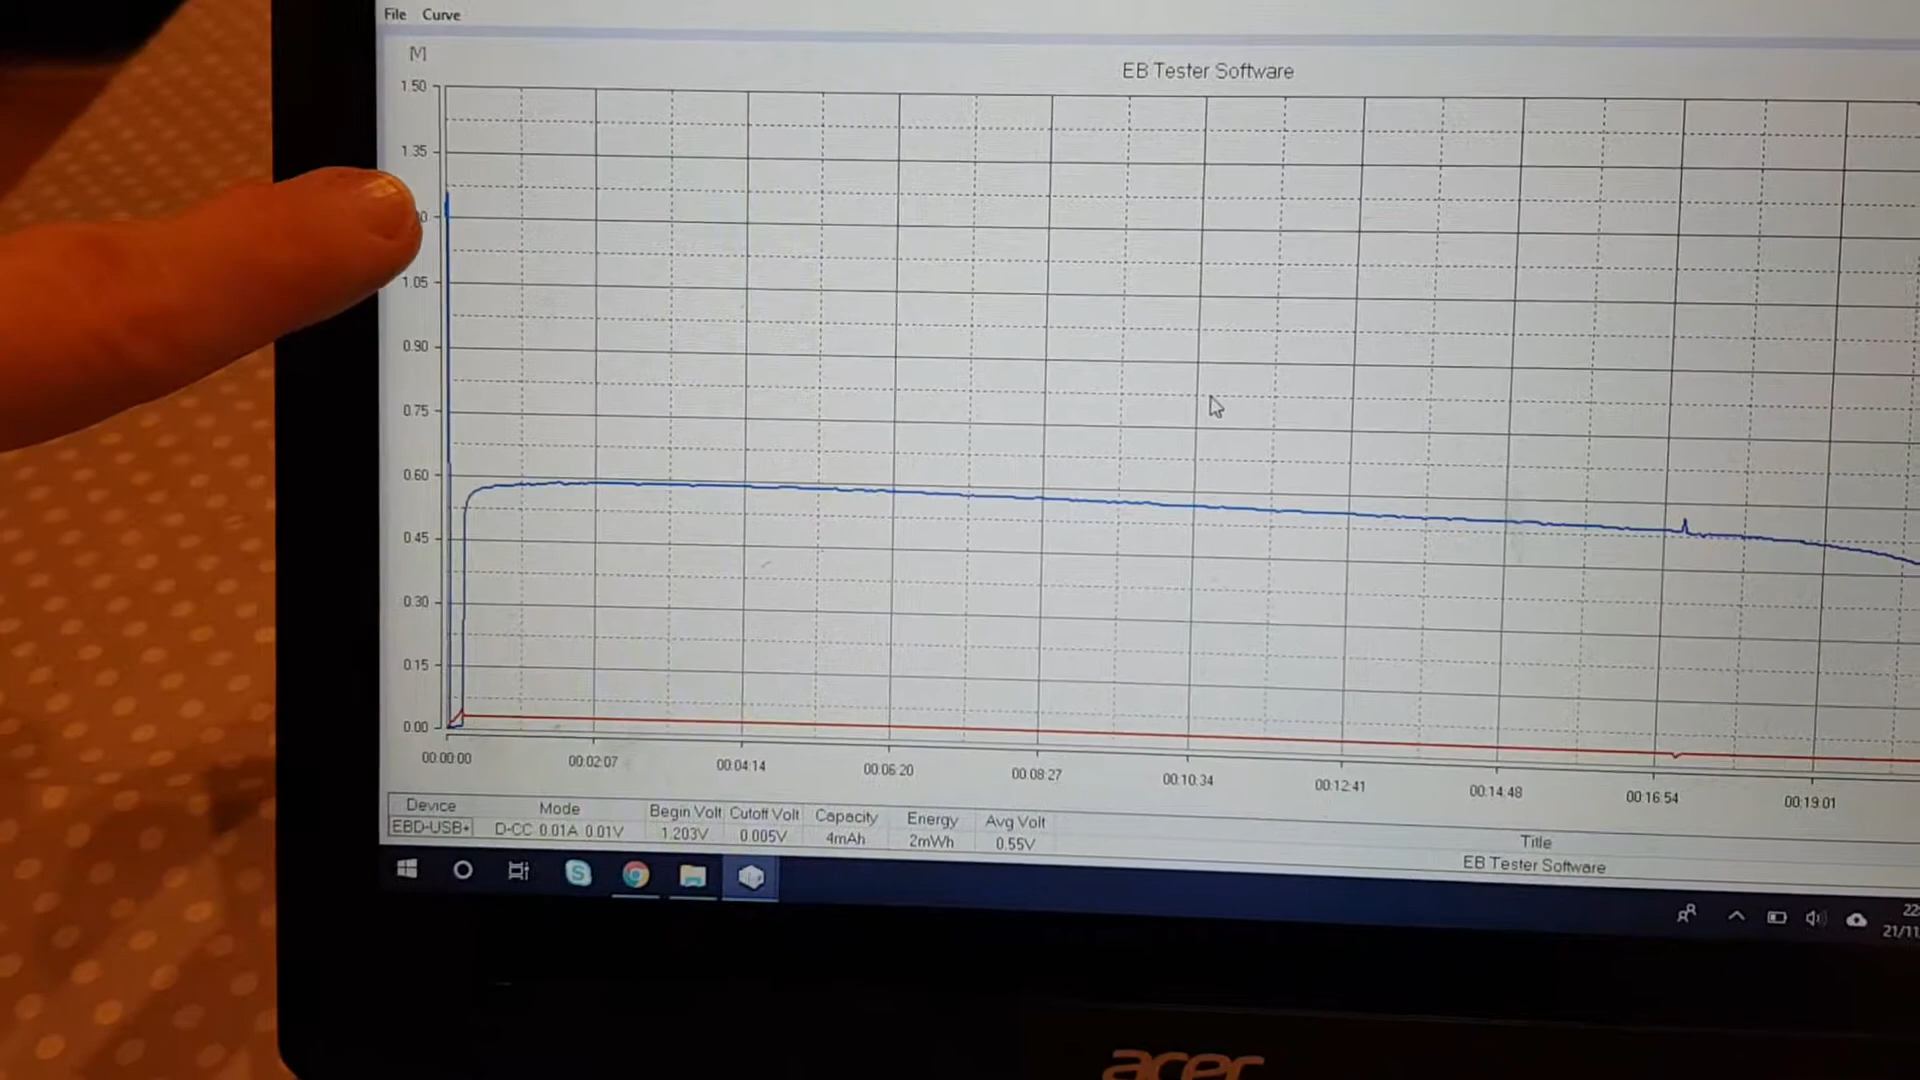 File Curve
[V]
EB Tester Software
1.50
1.35
1.05
0.90
0.75
0.60
0.45
0.30
0.15
0.00
00:00:00 00:02:07 00:04:14 00:06:20 00:08:27 00:10:34 00:12:41 00:14:48 00:16:54 00:19:01
Device Mode Begin Volt Cutoff Volt Capacity Energy Avg Volt Title
EBD-USB+ D-CC 0.01A 0.01V 1.203V 0.005V 4mAh 2mWh 0.55V EB Tester Software
22
21/11
acer